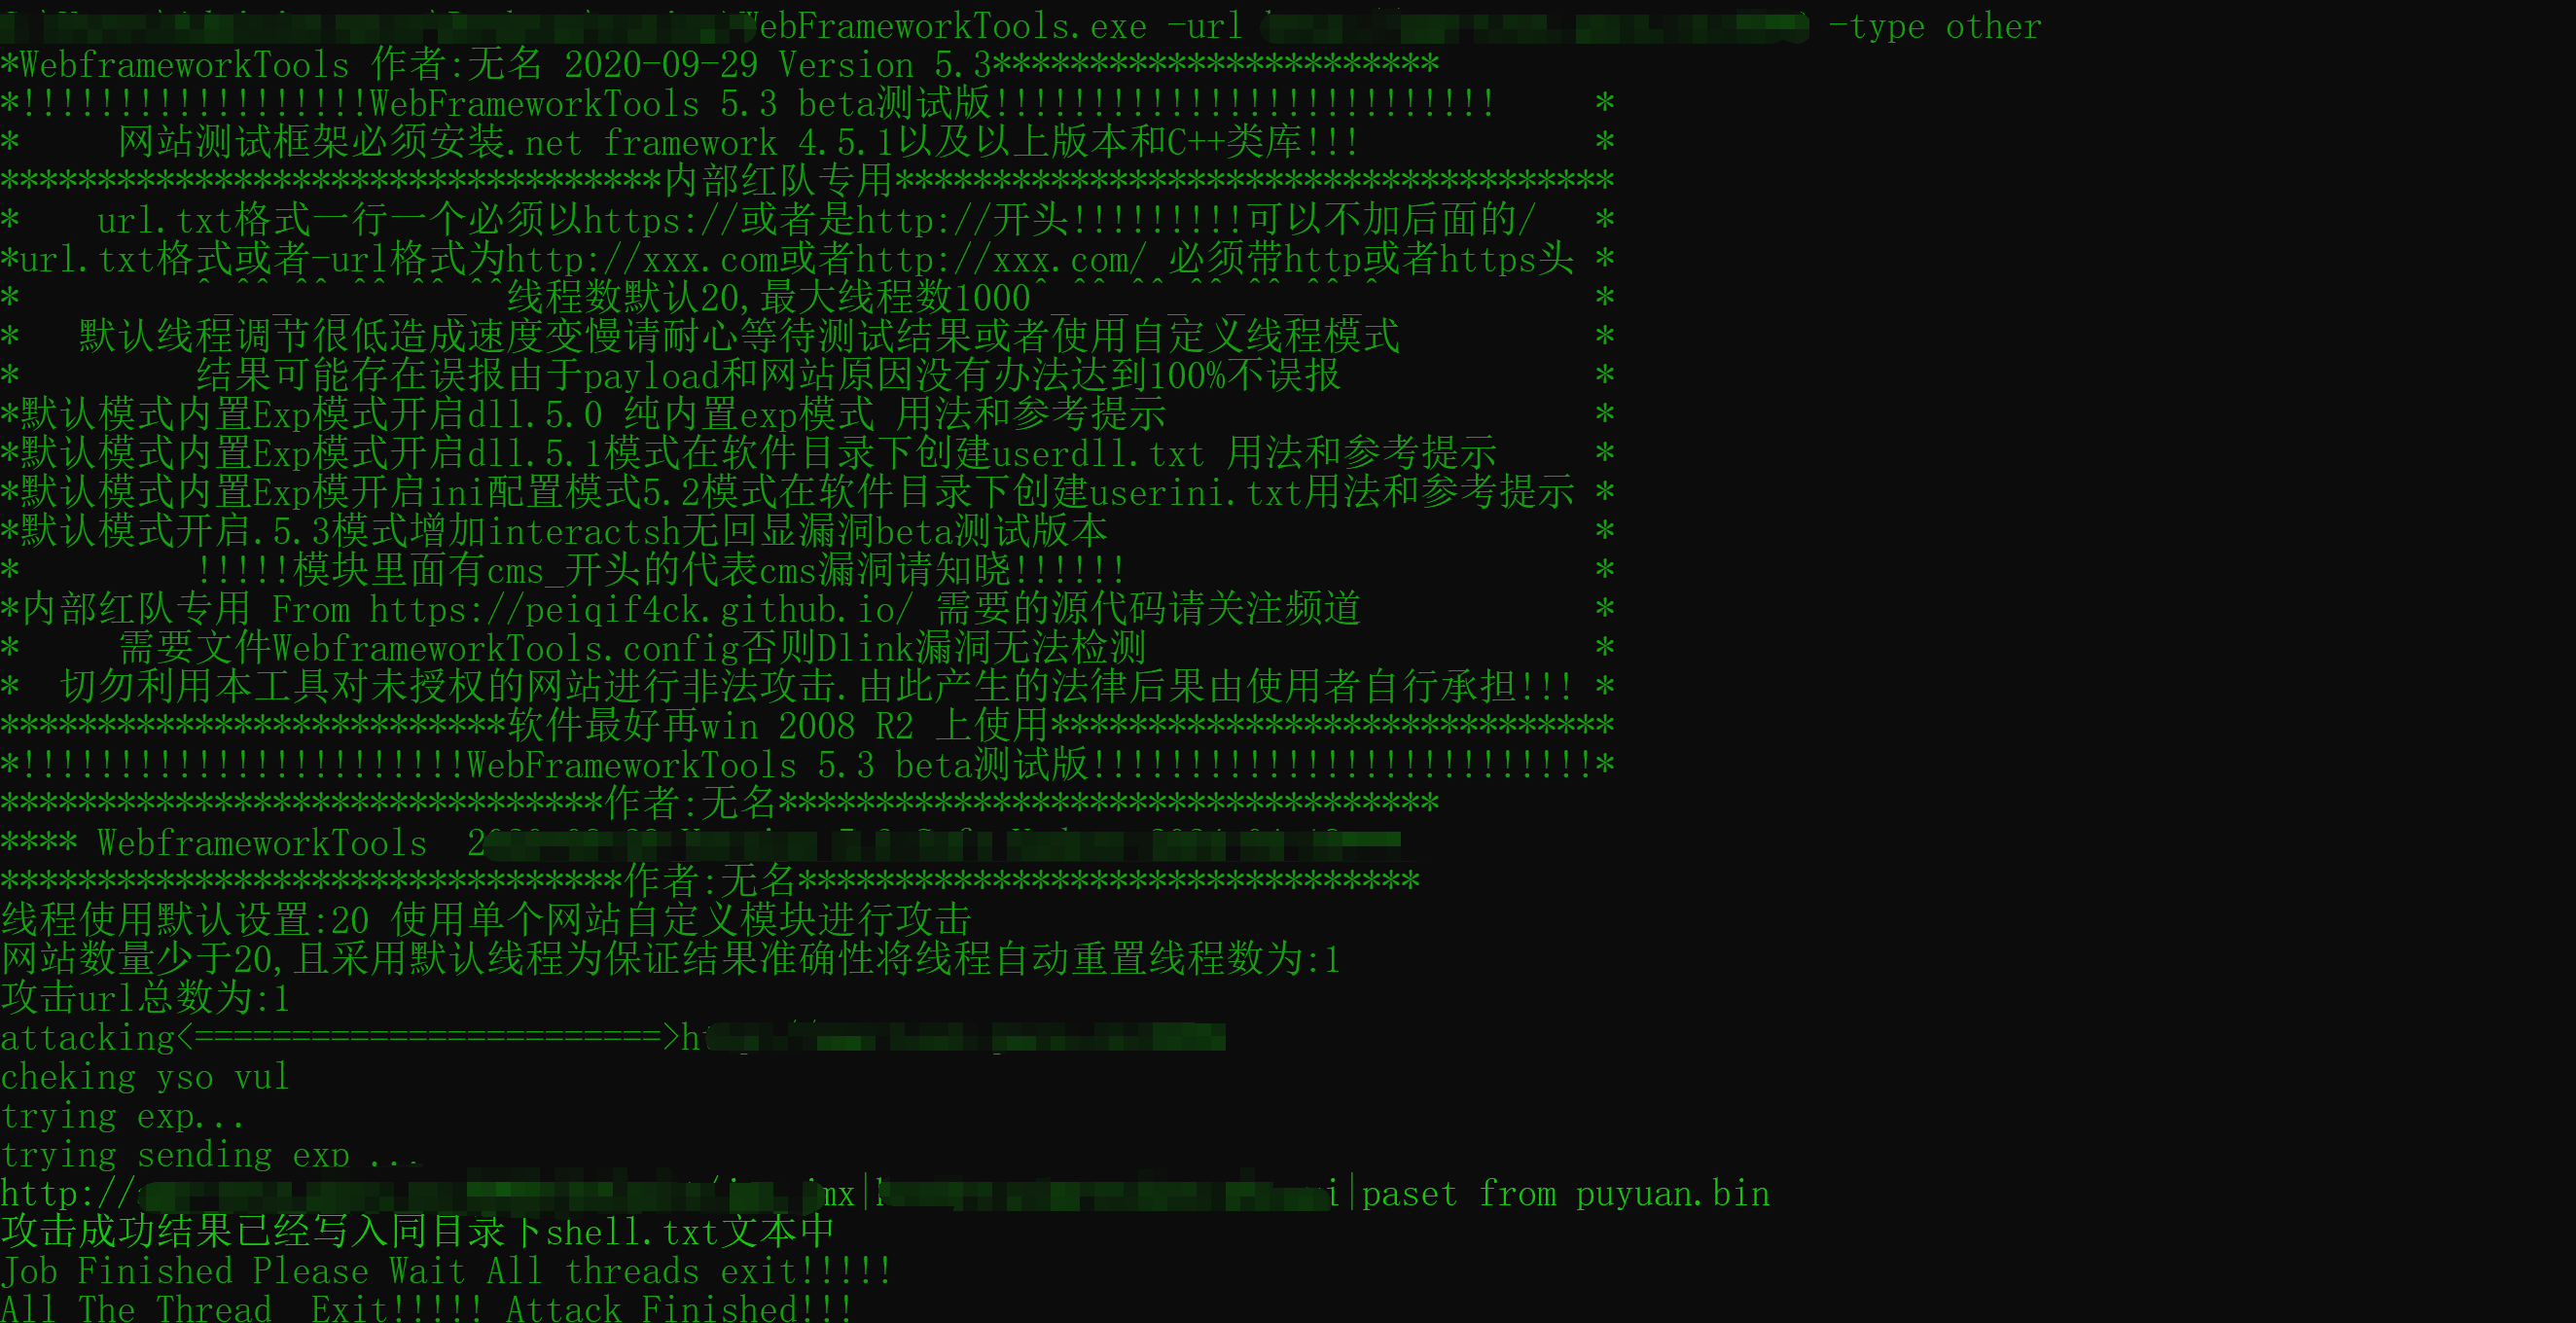 WebFrameworkTools.exe -url -type other
*WebframeworkTools 作者:无名 2020-09-29 Version 5.3***********************
*!!!!!!!!!!!!!!!!!!WebFrameworkTools 5.3 beta测试版!!!!!!!!!!!!!!!!!!!!!!!!!! *
* 网站测试框架必须安装.net framework 4.5.1以及以上版本和C++类库!!! *
**********************************内部红队专用*************************************
* url.txt格式一行一个必须以https://或者是http://开头!!!!!!!!!可以不加后面的/ *
*url.txt格式或者-url格式为http://xxx.com或者http://xxx.com/ 必须带http或者https头 *
* ^_^^_^^_^^_^^_^^线程数默认20,最大线程数1000^_^^_^^_^^_^^_^^_^ *
* 默认线程调节很低造成速度变慢请耐心等待测试结果或者使用自定义线程模式 *
* 结果可能存在误报由于payload和网站原因没有办法达到100%不误报 *
*默认模式内置Exp模式开启dll.5.0 纯内置exp模式 用法和参考提示 *
*默认模式内置Exp模式开启dll.5.1模式在软件目录下创建userdll.txt 用法和参考提示 *
*默认模式内置Exp模开启ini配置模式5.2模式在软件目录下创建userini.txt用法和参考提示 *
*默认模式开启.5.3模式增加interactsh无回显漏洞beta测试版本 *
* !!!!!模块里面有cms_开头的代表cms漏洞请知晓!!!!!! *
*内部红队专用 From https://peiqif4ck.github.io/ 需要的源代码请关注频道 *
* 需要文件WebframeworkTools.config否则Dlink漏洞无法检测 *
* 切勿利用本工具对未授权的网站进行非法攻击.由此产生的法律后果由使用者自行承担!!! *
**************************软件最好再win 2008 R2 上使用*****************************
*!!!!!!!!!!!!!!!!!!!!!!!WebFrameworkTools 5.3 beta测试版!!!!!!!!!!!!!!!!!!!!!!!!!!*
*******************************作者:无名**********************************
**** WebframeworkTools 2
********************************作者:无名********************************
线程使用默认设置:20 使用单个网站自定义模块进行攻击
网站数量少于20,且采用默认线程为保证结果准确性将线程自动重置线程数为:1
攻击url总数为:1
attacking<========================>h
cheking yso vul
trying exp...
trying sending exp ...
http:// mx| i|paset from puyuan.bin
攻击成功结果已经写入同目录下shell.txt文本中
Job Finished Please Wait All threads exit!!!!!
All The Thread  Exit!!!!! Attack Finished!!!